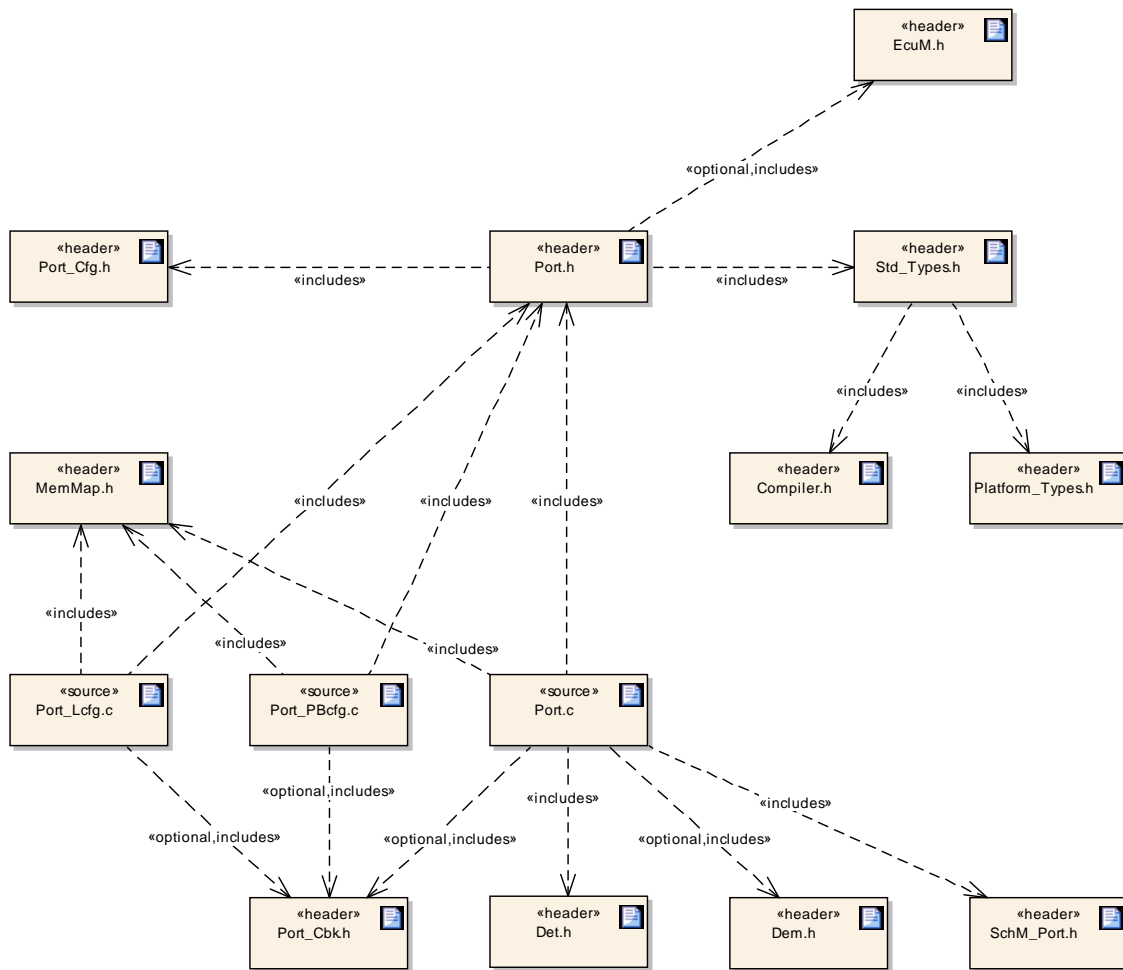 «header»
EcuM.h
«optional,includes»
«header»
Port_Cfg.h
«header»
Port.h
«header»
Std_Types.h
«includes»
«includes»
«includes»
«includes»
«header»
MemMap.h
«header»
Compiler.h
«header»
Platform_Types.h
«includes»
«includes»
«includes»
«includes»
«includes»
«includes»
«source»
Port_Lcfg.c
«source»
Port_PBcfg.c
«source»
Port.c
«optional,includes»
«includes»
«includes»
«optional,includes»
«optional,includes»
«optional,includes»
«header»
Port_Cbk.h
«header»
Det.h
«header»
Dem.h
«header»
SchM_Port.h